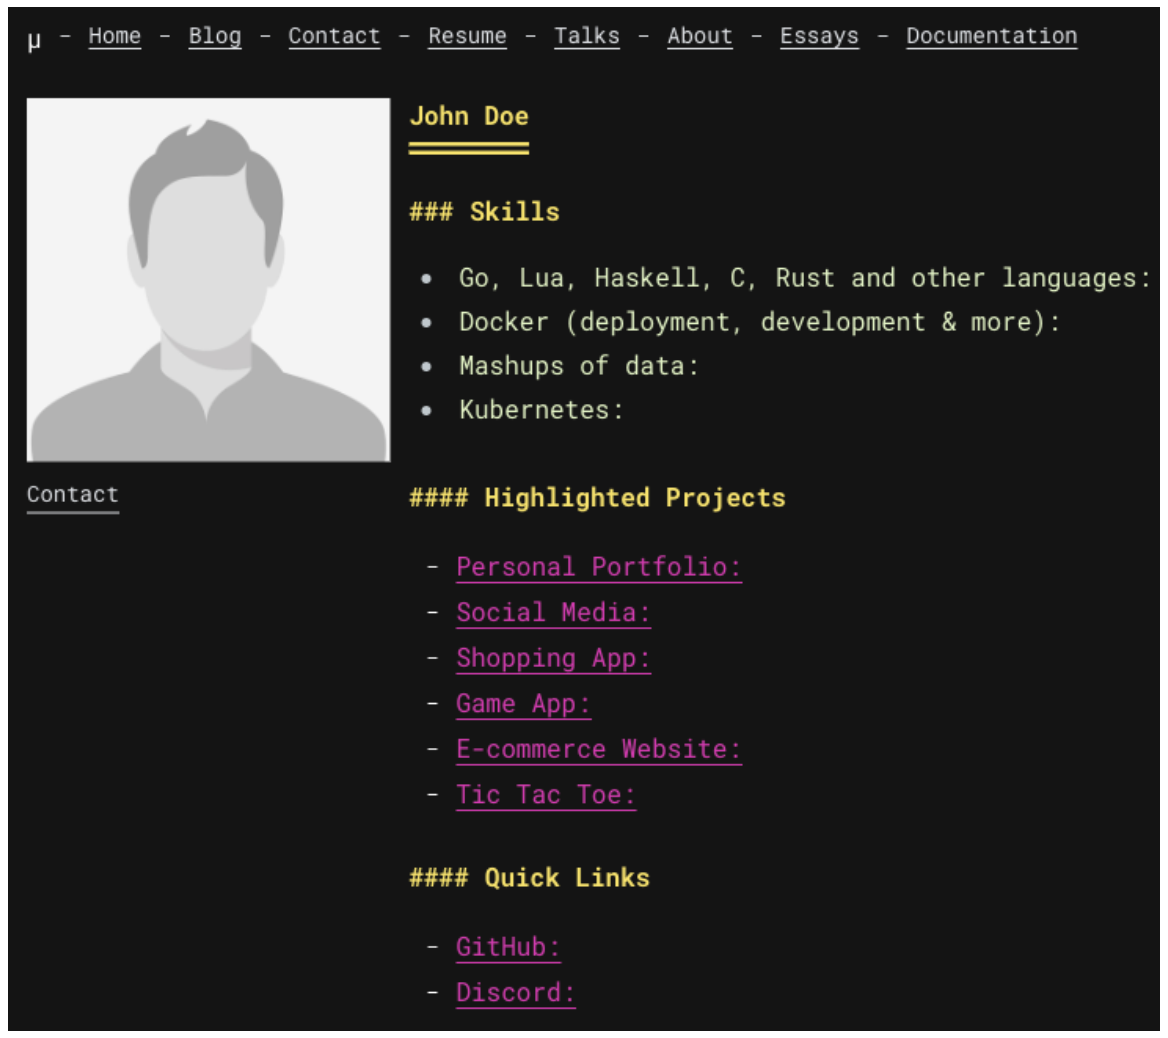 μ - Home - Blog - Contact - Resume - Talks - About - Essays - Documentation
John Doe
### Skills
• Go, Lua, Haskell, C, Rust and other languages:
• Docker (deployment, development & more):
• Mashups of data:
• Kubernetes:
Contact
#### Highlighted Projects
- Personal Portfolio:
- Social Media:
- Shopping App:
- Game App:
- E-commerce Website:
- Tic Tac Toe:
#### Quick Links
- GitHub:
- Discord: